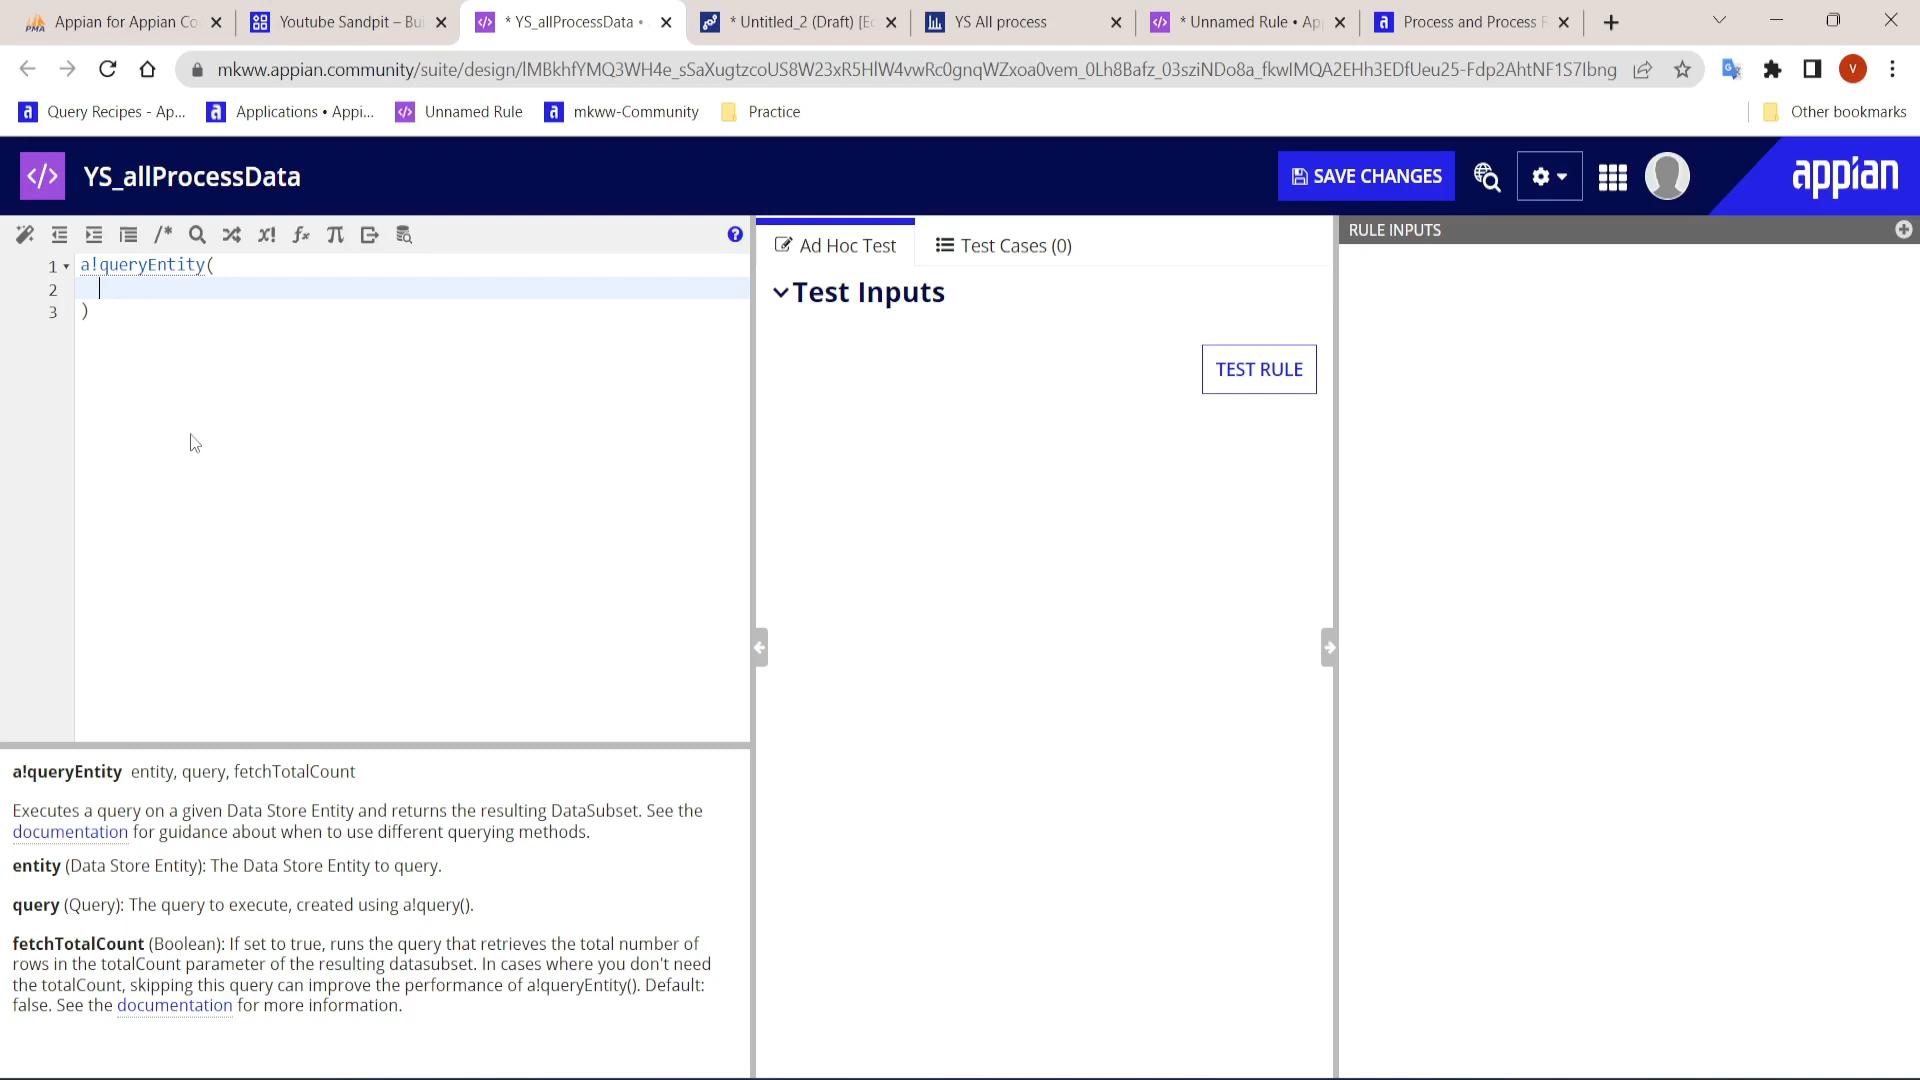 Appian for Appian Co
Youtube Sandpit – Bui
* YS_allProcessData •
* Untitled_2 (Draft) [Ec
YS All process
* Unnamed Rule • Ap
Process and Process R
mkww.appian.community/suite/design/
Query Recipes - Ap...
Applications • Appi...
Unnamed Rule
mkww-Community
Practice
Other bookmarks
YS_allProcessData
SAVE CHANGES
appian
Ad Hoc Test
Test Cases (0)
RULE INPUTS
1 a!queryEntity(
2
3 )
Test Inputs
TEST RULE
a!queryEntity entity, query, fetchTotalCount
Executes a query on a given Data Store Entity and returns the resulting DataSubset. See the
documentation for guidance about when to use different querying methods.
entity (Data Store Entity): The Data Store Entity to query.
query (Query): The query to execute, created using a!query().
fetchTotalCount (Boolean): If set to true, runs the query that retrieves the total number of
rows in the totalCount parameter of the resulting datasubset. In cases where you don't need
the totalCount, skipping this query can improve the performance of a!queryEntity(). Default:
false. See the documentation for more information.